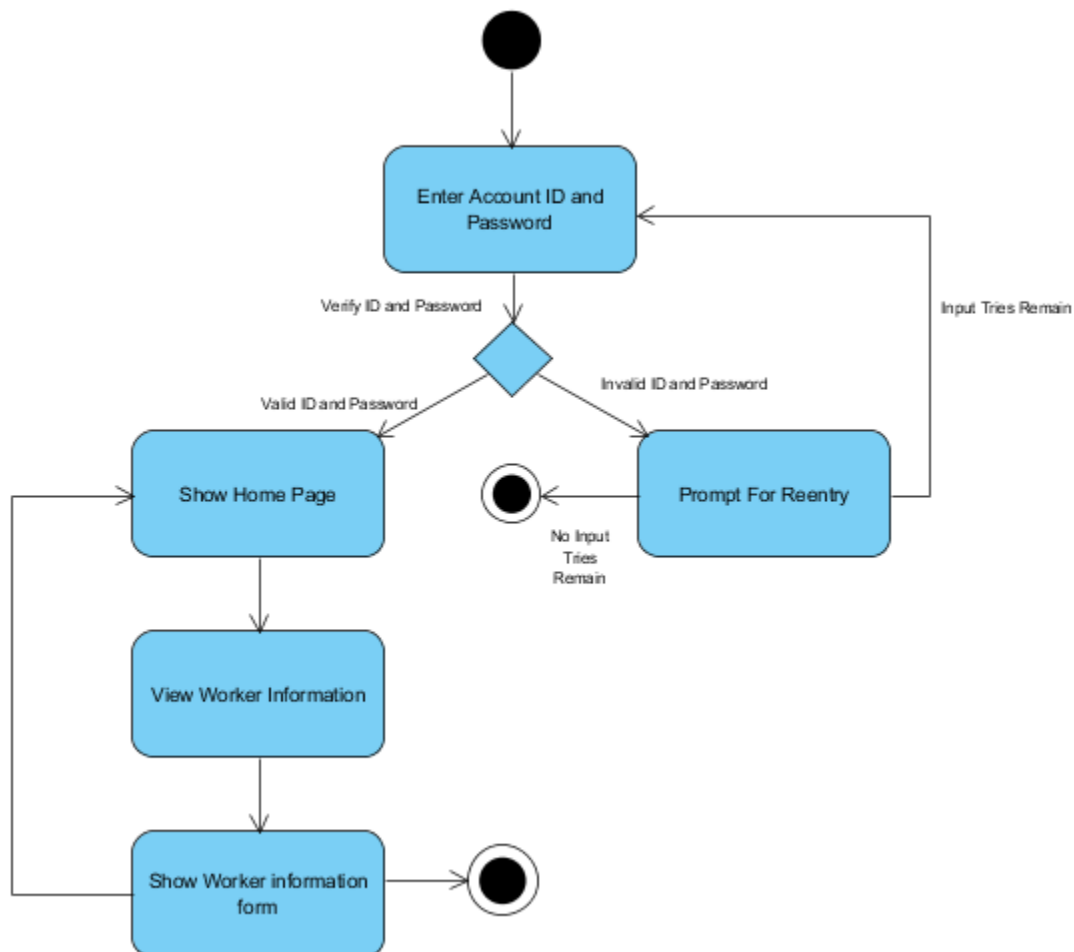 Enter Account ID and
Password
Verify ID and Password
Input Tries Remain
Invalid ID and Password
Valid ID and Password
Show Home Page
Prompt For Reentry
No Input
Tries
Remain
View Worker Information
Show Worker information
form